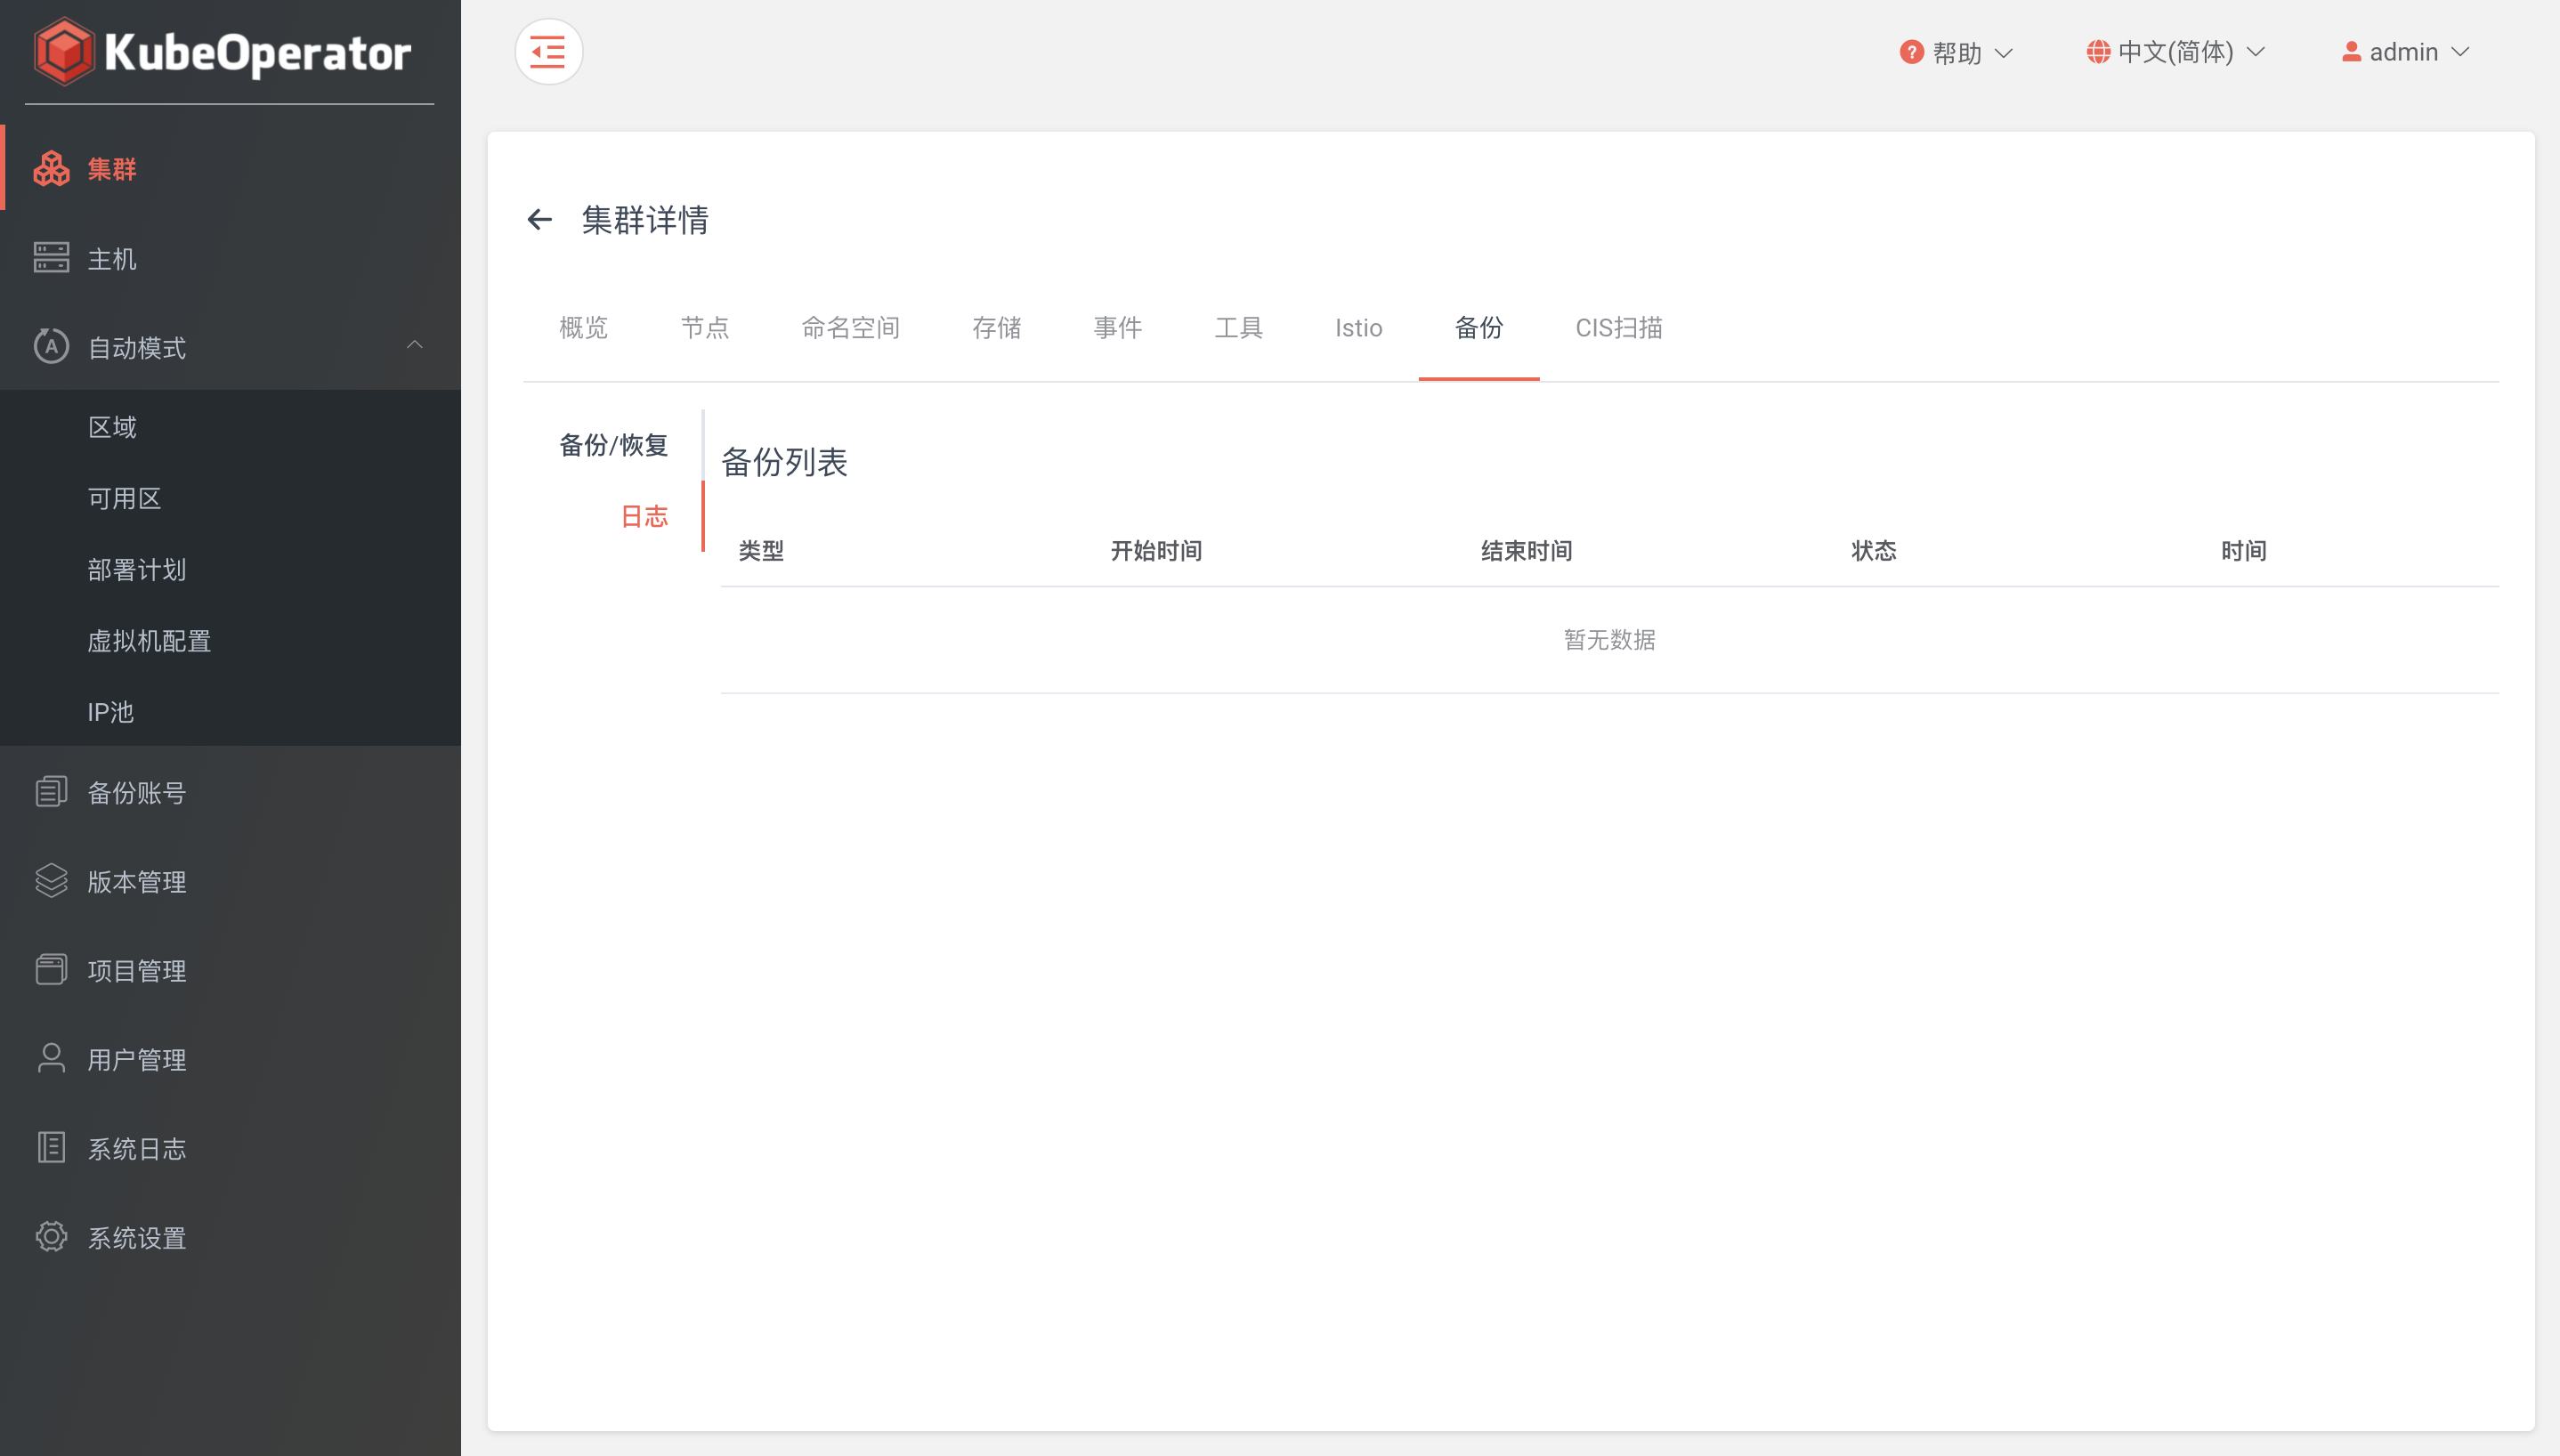 KubeOperator
帮助
中文(简体)
admin
集群
主机
自动模式
区域
可用区
部署计划
虚拟机配置
IP池
备份账号
版本管理
项目管理
用户管理
系统日志
系统设置
集群详情
概览 节点 命名空间 存储 事件 工具 Istio 备份 CIS扫描
备份/恢复
日志
备份列表
类型 开始时间 结束时间 状态 时间
暂无数据